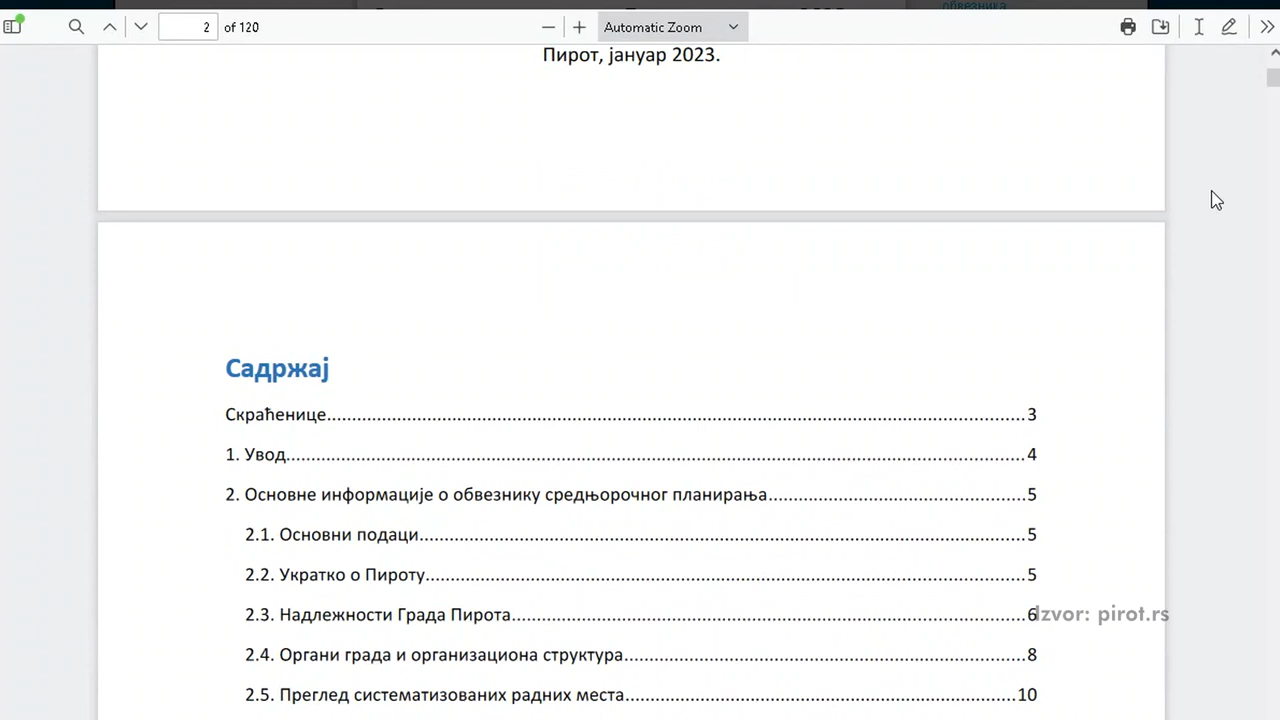 обвезника
2 of 120 Automatic Zoom
Пирот, јануар 2023.
Садржај
Скраћенице 3
1. Увод 4
2. Основне информације о обвезнику средњорочног планирања 5
2.1. Основни подаци 5
2.2. Укратко о Пироту 5
2.3. Надлежности Града Пирота 6
Izvor: pirot.rs
2.4. Органи града и организациона структура 8
2.5. Преглед систематизованих радних места 10